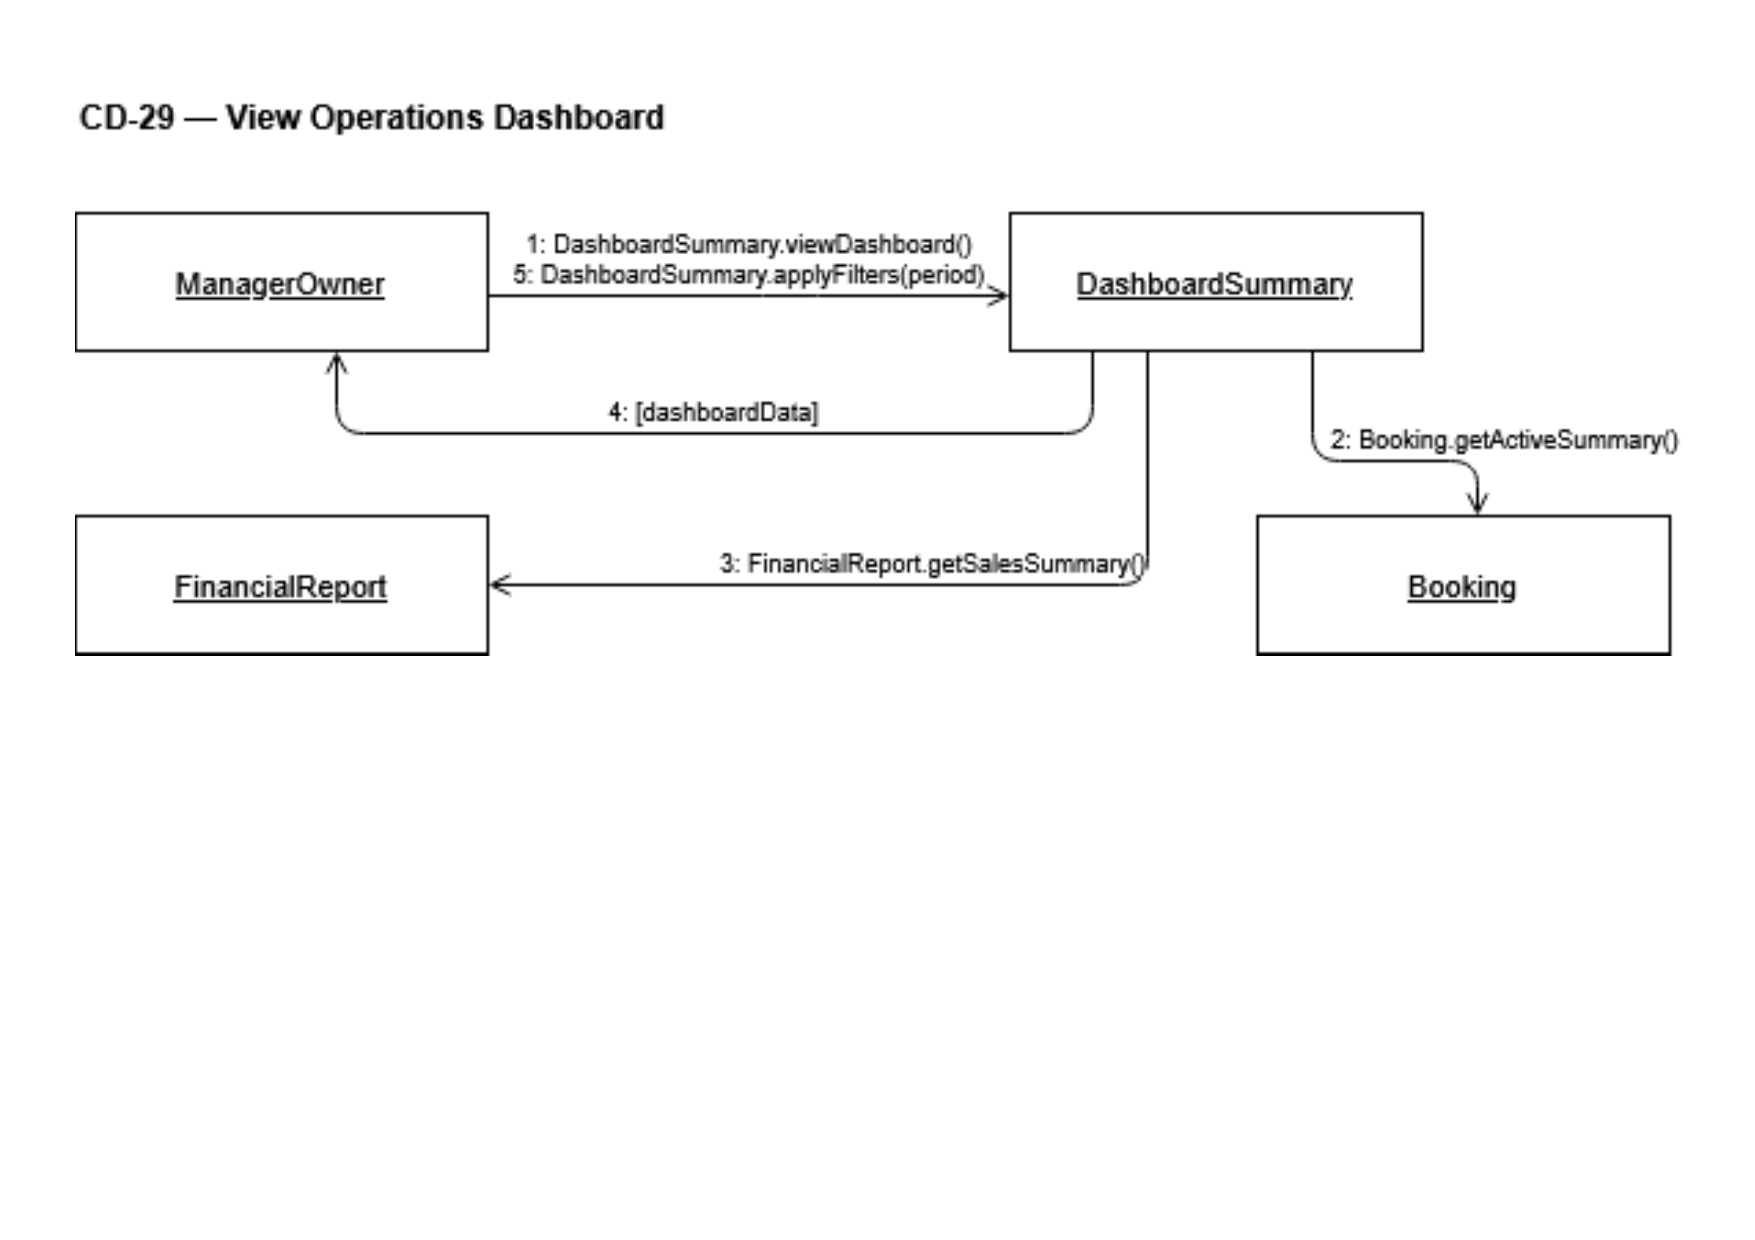 CD-29 — View Operations Dashboard
ManagerOwner
1: DashboardSummary.viewDashboard()
5: DashboardSummary.applyFilters(period)
DashboardSummary
4: [dashboardData]
2: Booking.getActiveSummary()
FinancialReport
3: FinancialReport.getSalesSummary()
Booking